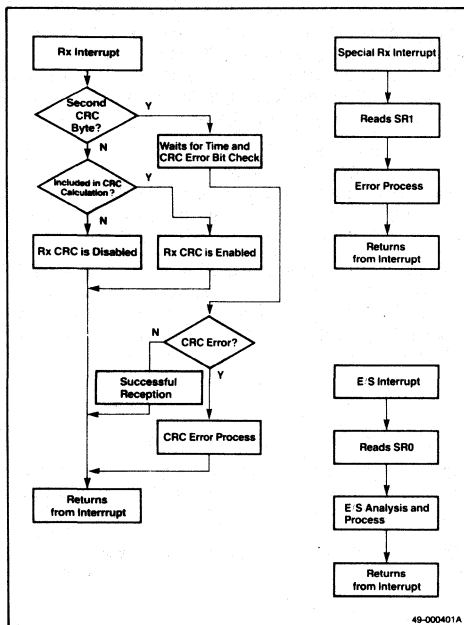 Rx Interrupt
Second
CRC
Byte?
Y
N
Waits for Time and
CRC Error Bit Check
Included in CRC
Calculation?
Y
N
Rx CRC is Disabled
Rx CRC is Enabled
CRC Error?
N
Y
Successful
Reception
CRC Error Process
Returns
from Interrrupt
Special Rx Interrupt
Reads SR1
Error Process
Returns
from Interrupt
E/S Interrupt
Reads SR0
E/S Analysis and
Process
Returns
from Interrupt
49-000401A